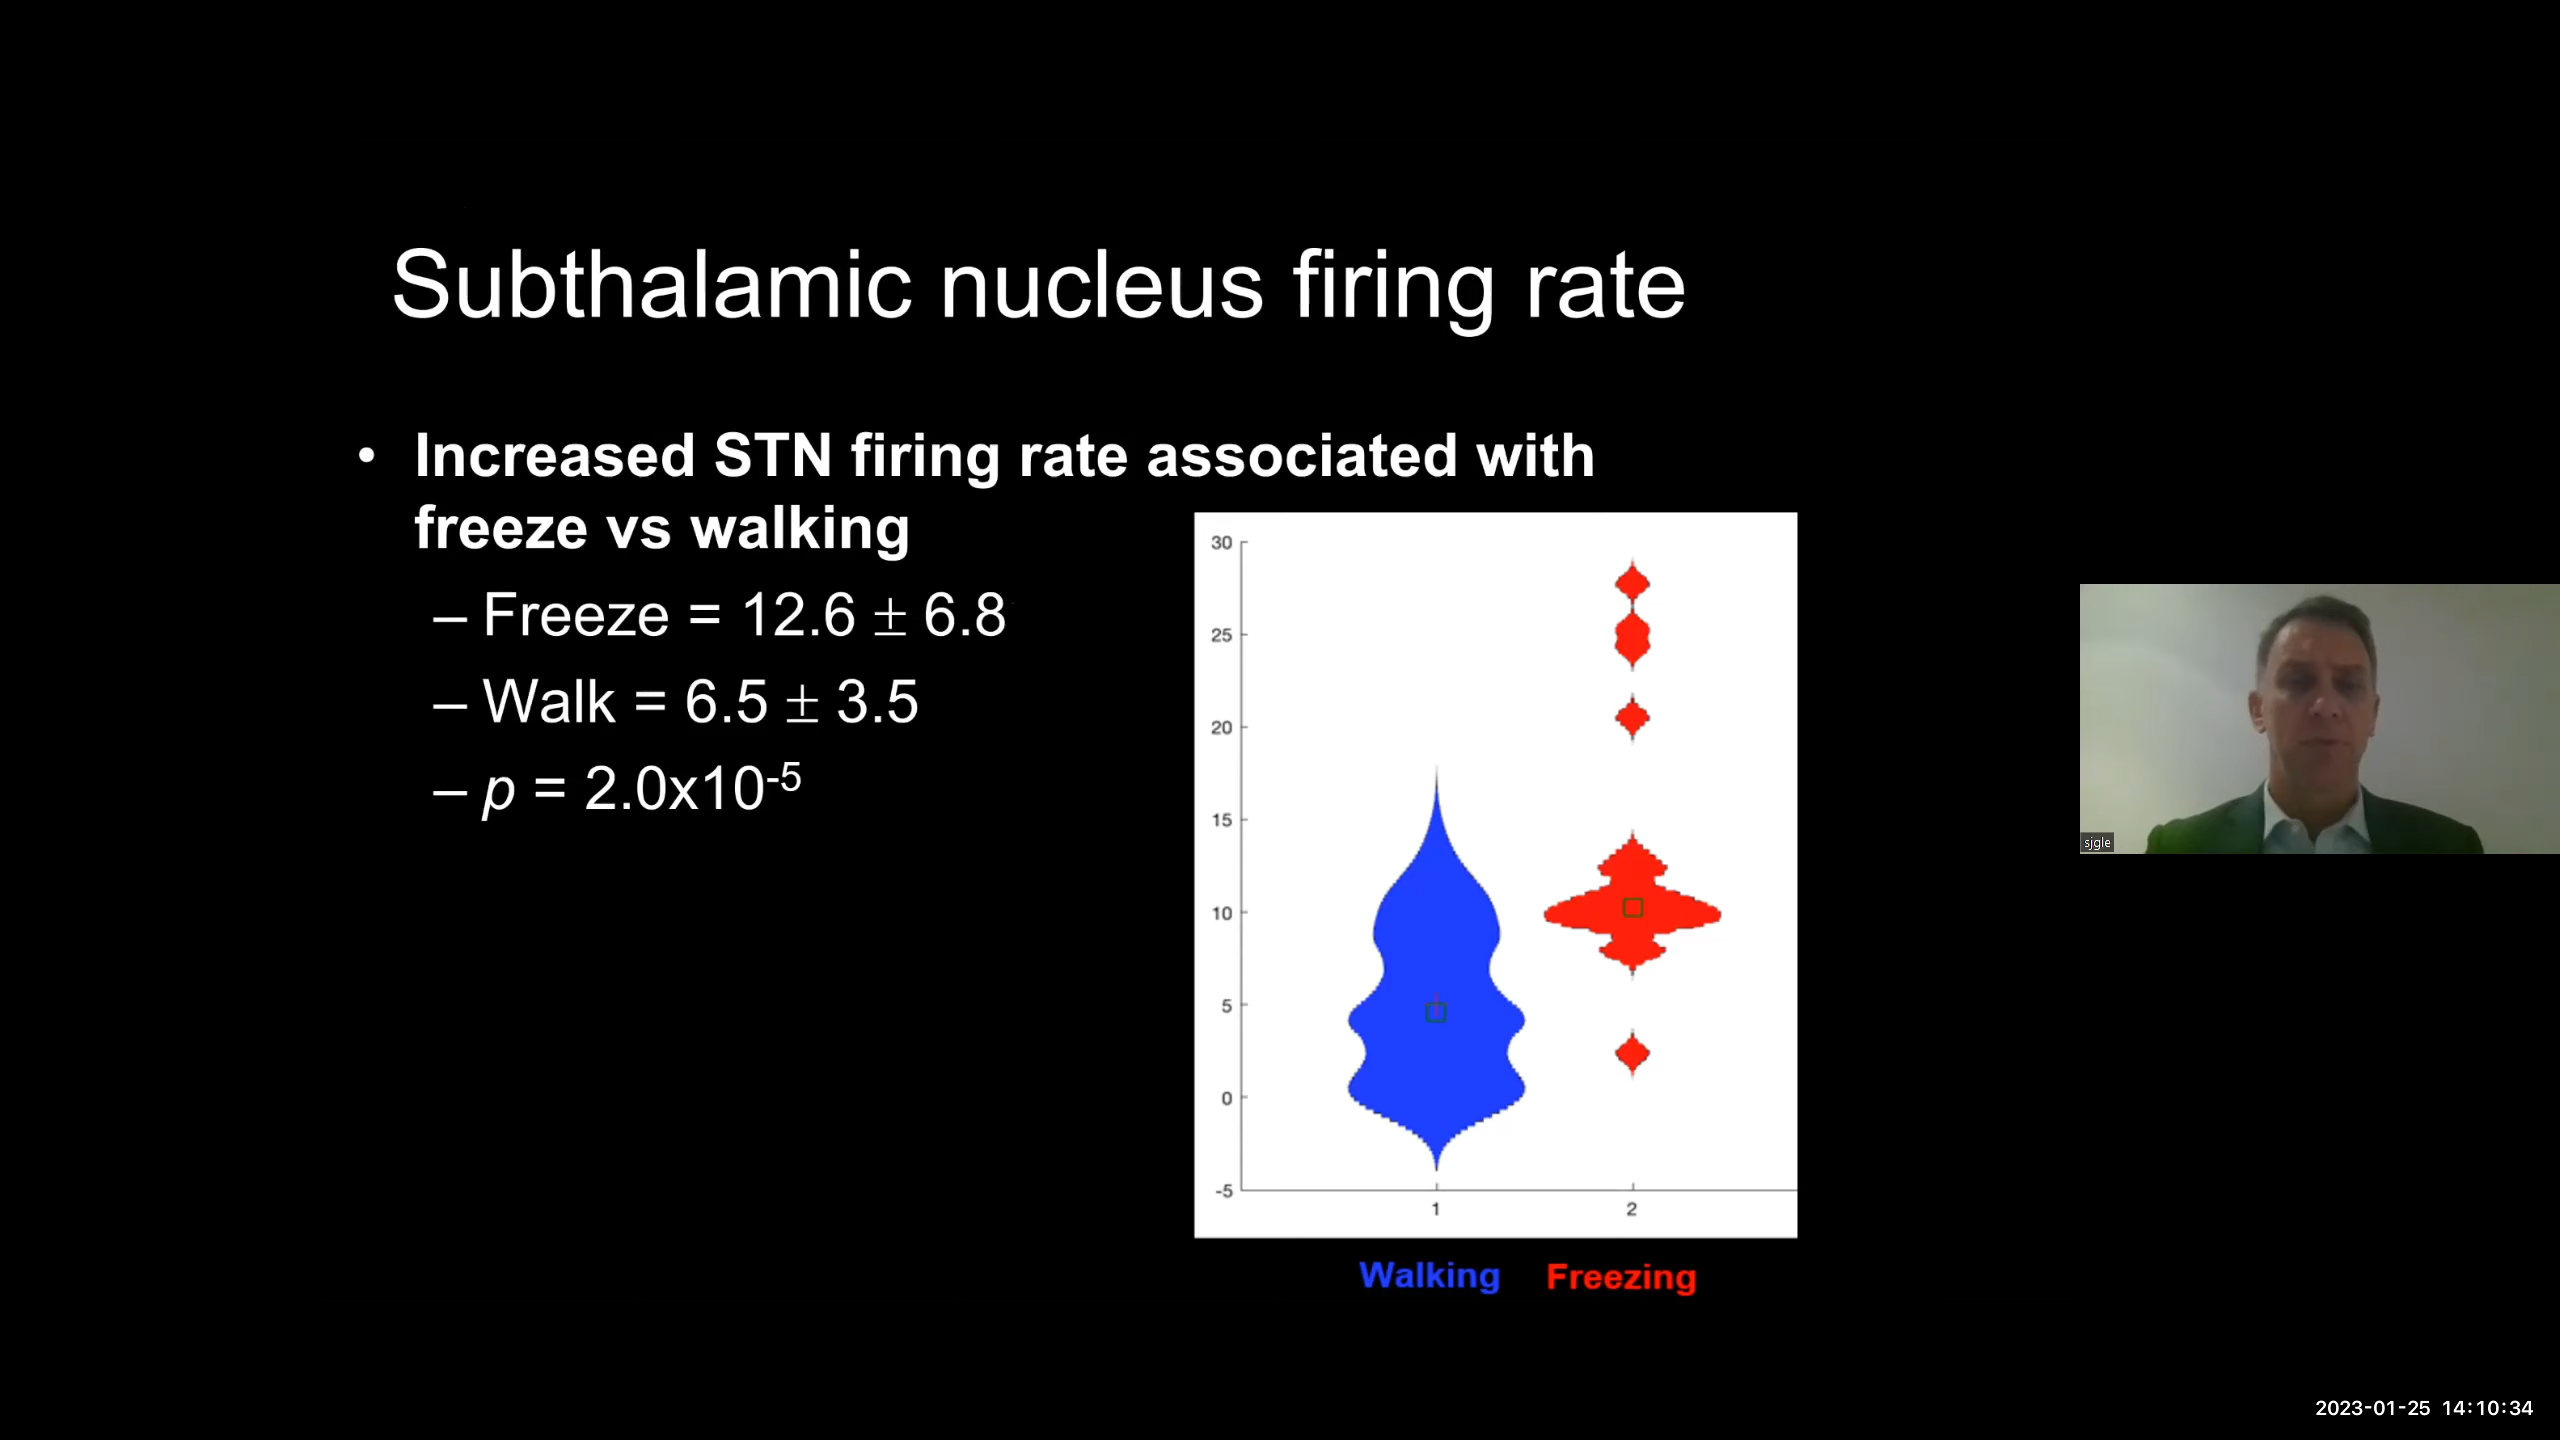 Subthalamic nucleus firing rate
• Increased STN firing rate associated with
freeze vs walking
– Freeze = 12.6 ± 6.8
– Walk = 6.5 ± 3.5
– p = 2.0x10-5
30
25
20
15
10
5
0
-5
1 2
Walking Freezing
sjgle
2023-01-25 14:10:34